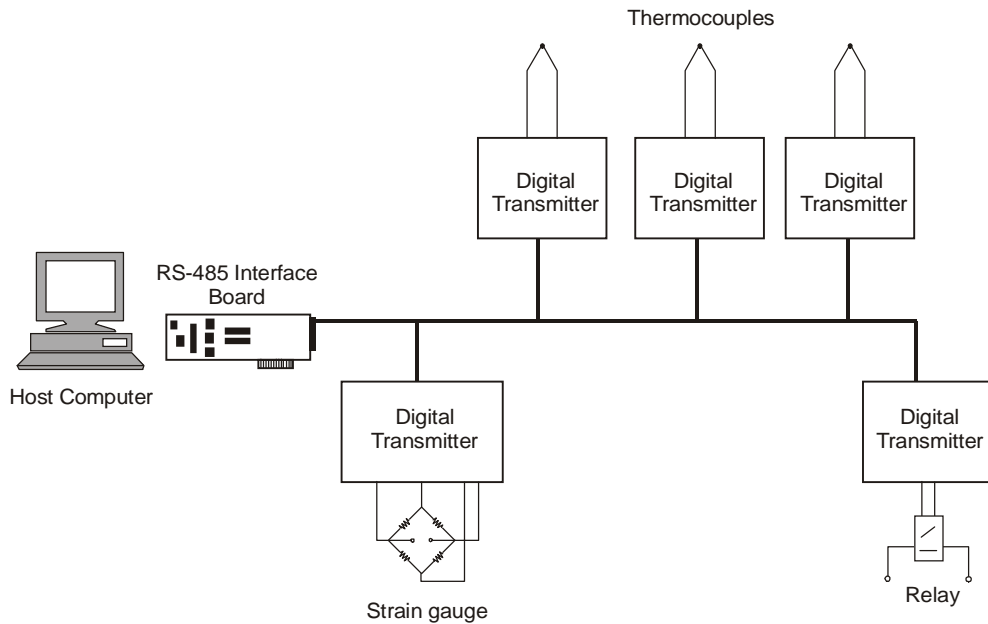 Thermocouples
Digital
Transmitter
Digital
Transmitter
Digital
Transmitter
RS-485 Interface
Board
Host Computer
Digital
Transmitter
Digital
Transmitter
Strain gauge
Relay